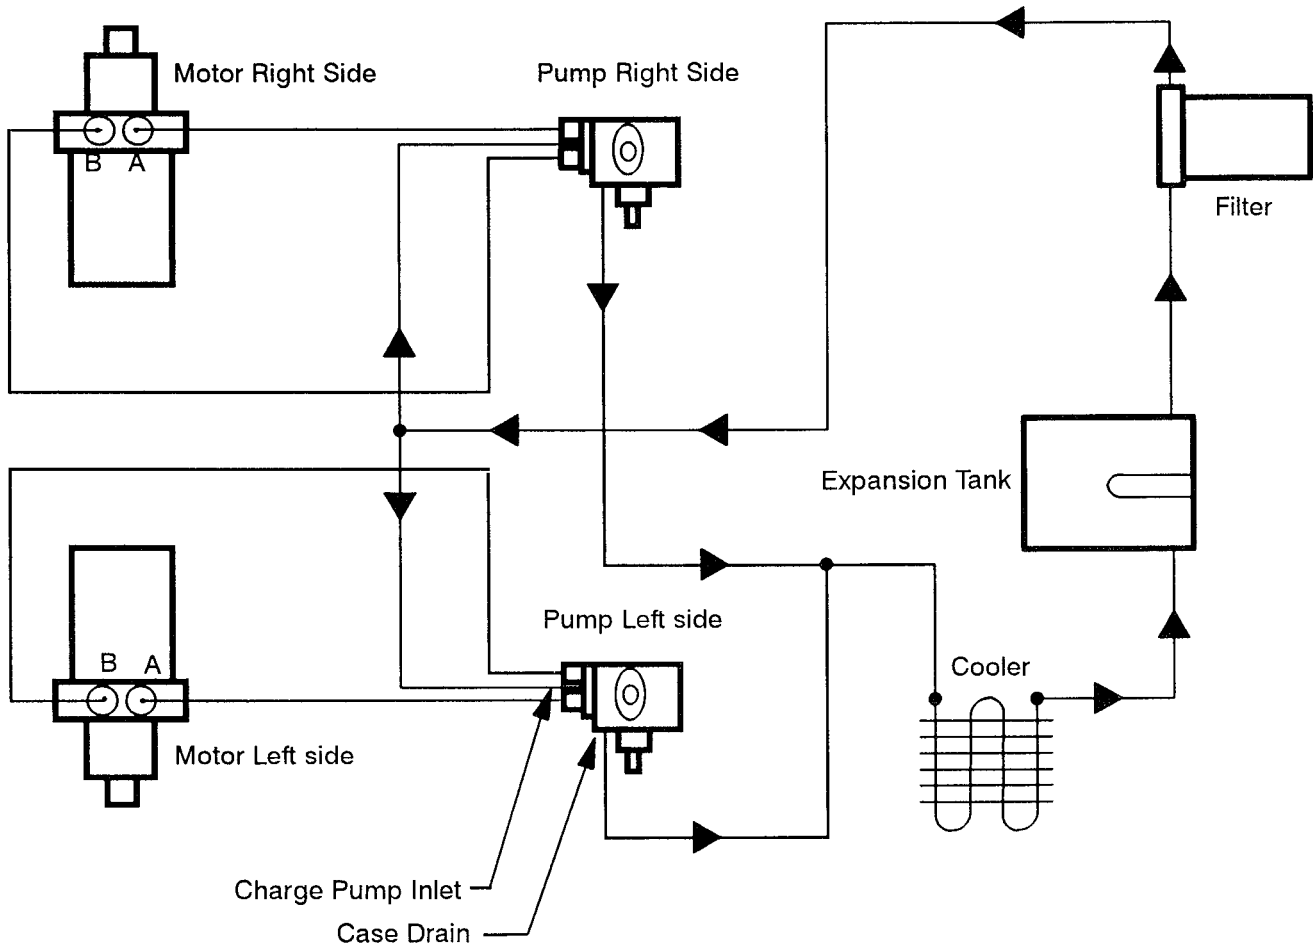 Motor Right Side
Pump Right Side
B A
Filter
Expansion Tank
Pump Left side
B A
Cooler
Motor Left side
Charge Pump Inlet
Case Drain